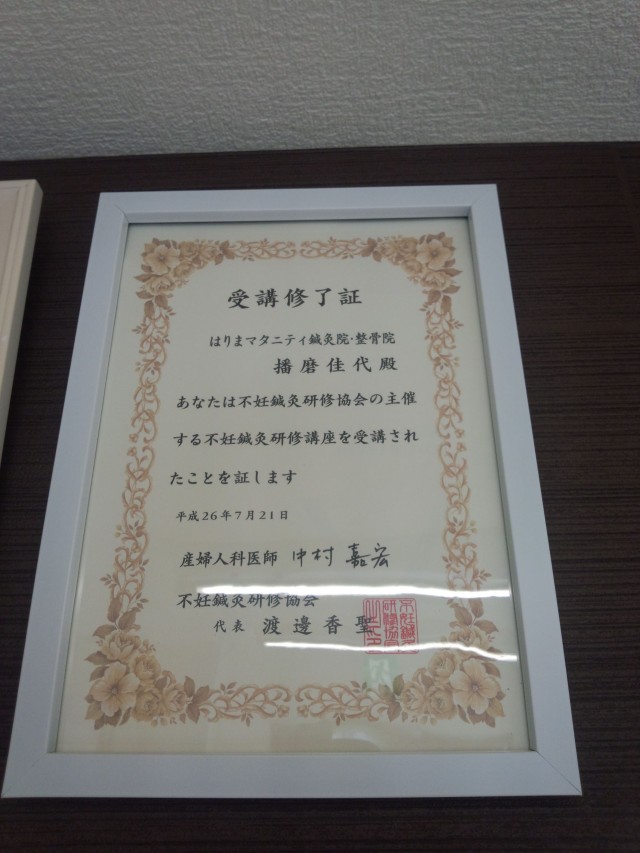 受講修了証
はりまマタニティ鍼灸院・整骨院
播磨佳代殿
あなたは不妊鍼灸研修協会の主催
する不妊鍼灸研修講座を受講され
たことを証します
平成26年7月21日
産婦人科医師 中村 嘉宏
不妊鍼灸研修協会
代表 渡邉香聖